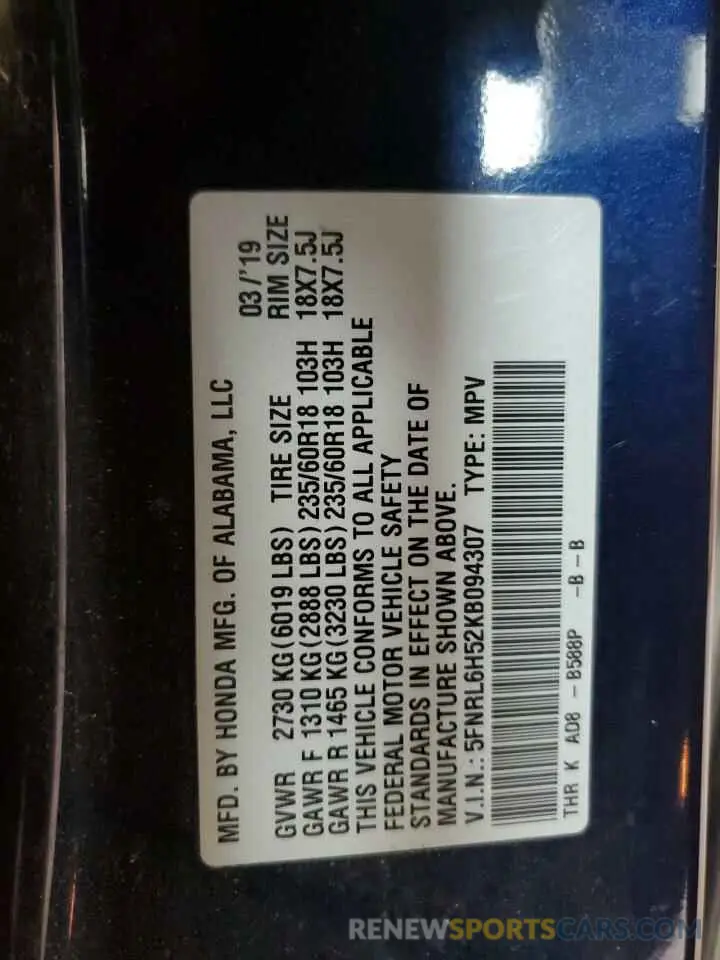 MFD. BY HONDA MFG. OF ALABAMA, LLC 03/'19
GVWR 2730 KG (6019 LBS) TIRE SIZE RIM SIZE
GAWR F 1310 KG (2888 LBS) 235/60R18 103H 18X7.5J
GAWR R 1465 KG (3230 LBS) 235/60R18 103H 18X7.5J
THIS VEHICLE CONFORMS TO ALL APPLICABLE
FEDERAL MOTOR VEHICLE SAFETY
STANDARDS IN EFFECT ON THE DATE OF
MANUFACTURE SHOWN ABOVE.
V.I.N.: 5FNRL6H52KB094307 TYPE: MPV
THR K AD8 - B588P -B-B
RENEWSPORTSCARS.COM